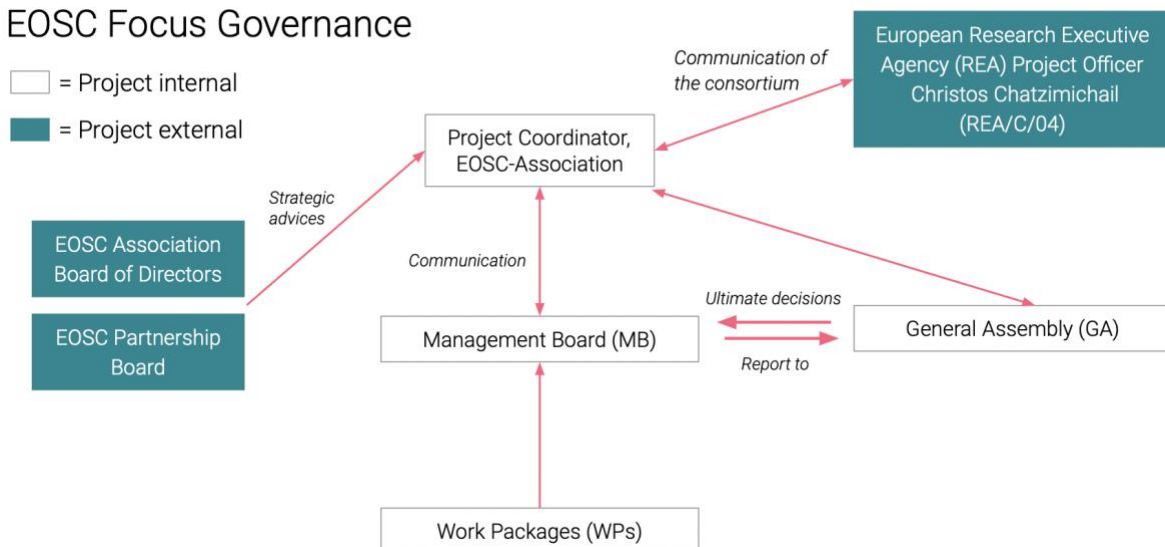 EOSC Focus Governance
= Project internal
= Project external
Communication of
the consortium
European Research Executive
Agency (REA) Project Officer
Christos Chatzimichail
(REA/C/04)
Project Coordinator,
EOSC-Association
Strategic
advices
EOSC Association
Board of Directors
EOSC Partnership
Board
Communication
Management Board (MB)
Ultimate decisions
Report to
General Assembly (GA)
Work Packages (WPs)